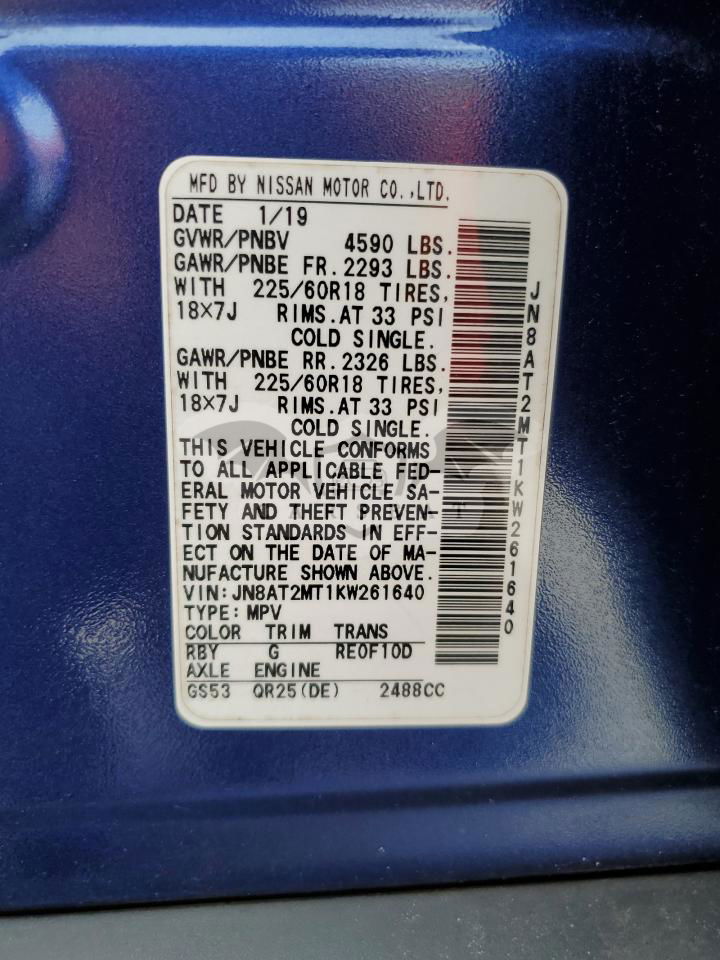 MFD BY NISSAN MOTOR CO.,LTD.
DATE 1/19
GVWR/PNBV 4590 LBS.
GAWR/PNBE FR. 2293 LBS.
WITH 225/60R18 TIRES,
18×7J RIMS.AT 33 PSI
COLD SINGLE.
GAWR/PNBE RR. 2326 LBS.
WITH 225/60R18 TIRES,
18×7J RIMS.AT 33 PSI
COLD SINGLE.
THIS VEHICLE CONFORMS
TO ALL APPLICABLE FED-
ERAL MOTOR VEHICLE SA-
FETY AND THEFT PREVEN-
TION STANDARDS IN EFF-
ECT ON THE DATE OF MA-
NUFACTURE SHOWN ABOVE.
VIN:JN8AT2MT1KW261640
TYPE:MPV
COLOR TRIM TRANS
RBY G RE0F10D
AXLE ENGINE
GS53 QR25(DE) 2488CC
JN8AT2MT1KW261640